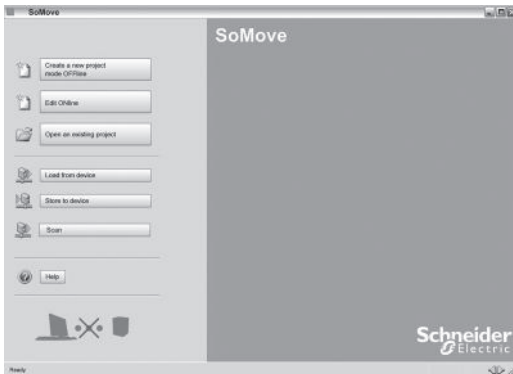 SoMove
SoMove
Create a new project
mode OFFline
Edit ONline
Open an existing project
Load from device
Store to device
Scan
Help
Schneider
Electric
Ready